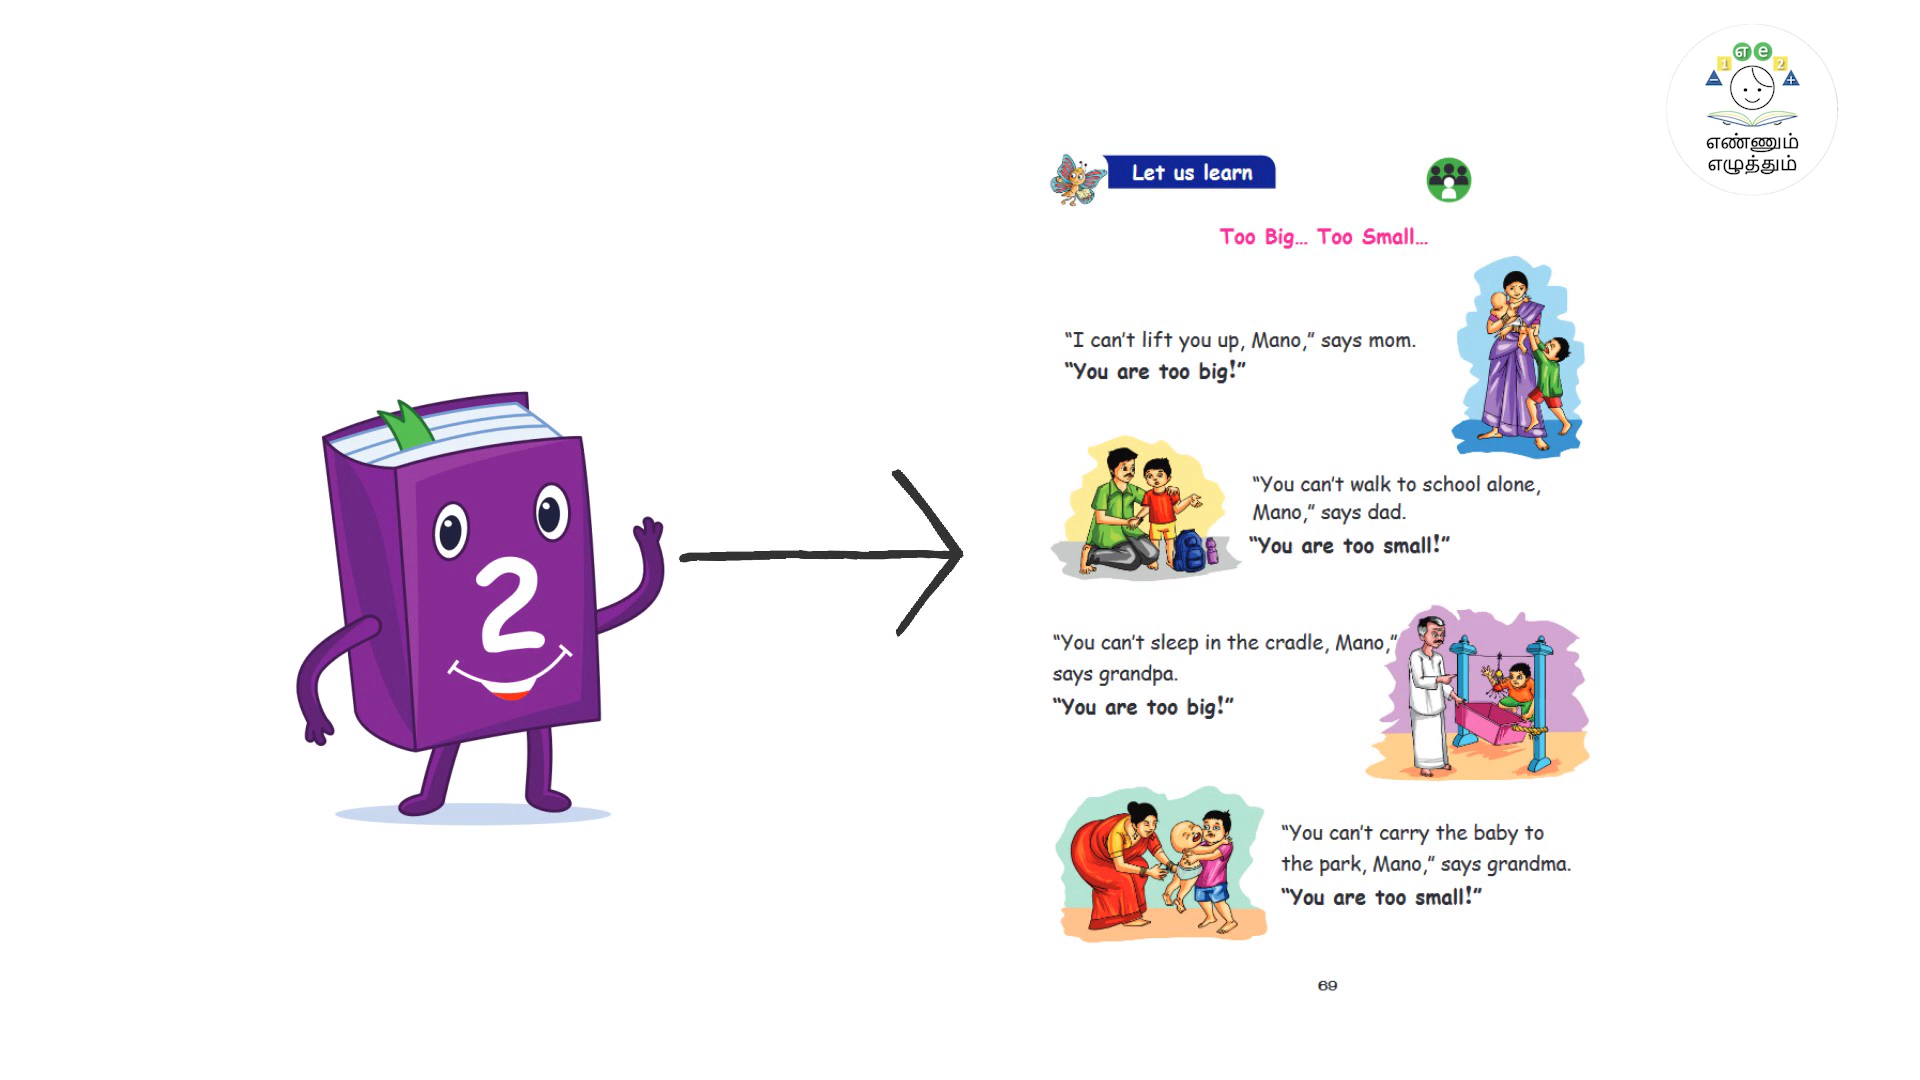 எ e
1 2
– +
எண்ணும்
எழுத்தும்
Let us learn
Too Big... Too Small...
“I can’t lift you up, Mano,” says mom.
“You are too big!”
“You can’t walk to school alone,
Mano,” says dad.
“You are too small!”
“You can’t sleep in the cradle, Mano,”
says grandpa.
“You are too big!”
“You can’t carry the baby to
the park, Mano,” says grandma.
“You are too small!”
69
2